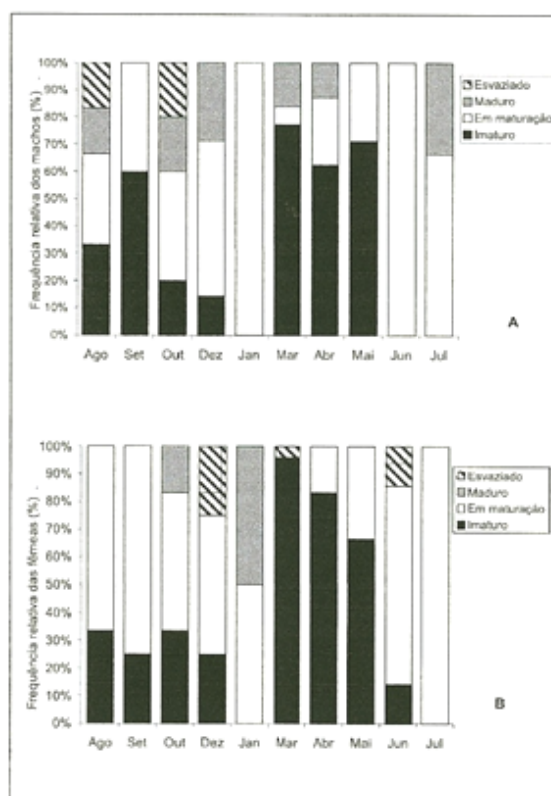 Frequência relativa dos machos (%)
100%
90%
80%
70%
60%
50%
40%
30%
20%
10%
0%
Ago Set Out Dez Jan Mar Abr Mai Jun Jul
Esvaziado
Maduro
Em maturação
Imaturo
A
Frequência relativa das fêmeas (%)
100%
90%
80%
70%
60%
50%
40%
30%
20%
10%
0%
Ago Set Out Dez Jan Mar Abr Mai Jun Jul
Esvaziado
Maduro
Em maturação
Imaturo
B